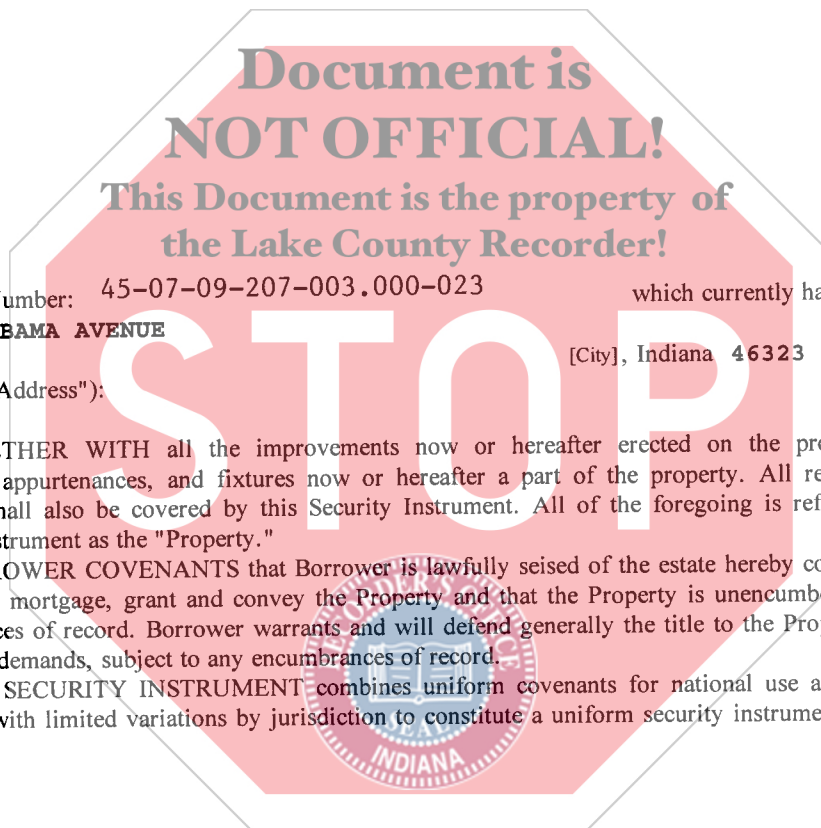 Document is
NOT OFFICIAL!
This Document is the property of
the Lake County Recorder!
umber: 45-07-09-207-003.000-023 which currently ha
BAMA AVENUE
[City], Indiana 46323
Address"):
STOP
THER WITH all the improvements now or hereafter erected on the pro
appurtenances, and fixtures now or hereafter a part of the property. All re
hall also be covered by this Security Instrument. All of the foregoing is ref
strument as the "Property."
OWER COVENANTS that Borrower is lawfully seised of the estate hereby co
mortgage, grant and convey the Property and that the Property is unencumb
ces of record. Borrower warrants and will defend generally the title to the Pro
demands, subject to any encumbrances of record.
SECURITY INSTRUMENT combines uniform covenants for national use a
with limited variations by jurisdiction to constitute a uniform security instrume
RECORDER'S OFFICE
SEAL
INDIANA